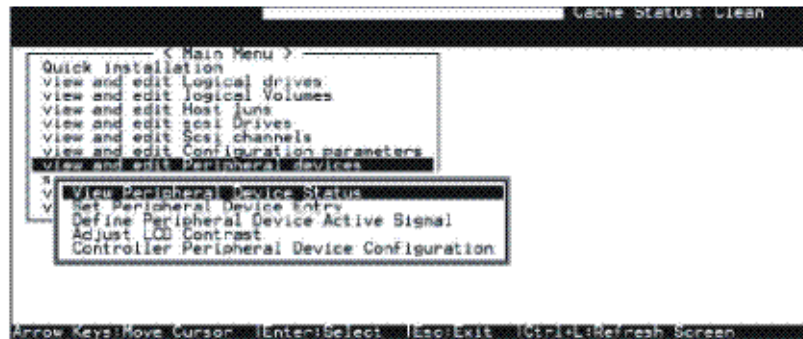 Cache Status: Clean
< Main Menu >
Quick installation
view and edit Logical drives
view and edit logical Volumes
view and edit Host luns
view and edit scsi Drives
view and edit Scsi channels
view and edit Configuration parameters
view and edit Peripheral devices
s
v
v
View Peripheral Device Status
Set Peripheral Device Entry
Define Peripheral Device Active Signal
Adjust LCD Contrast
Controller Peripheral Device Configuration
Arrow Keys:Move Cursor |Enter:Select |Esc:Exit |Ctrl+L:Refresh Screen